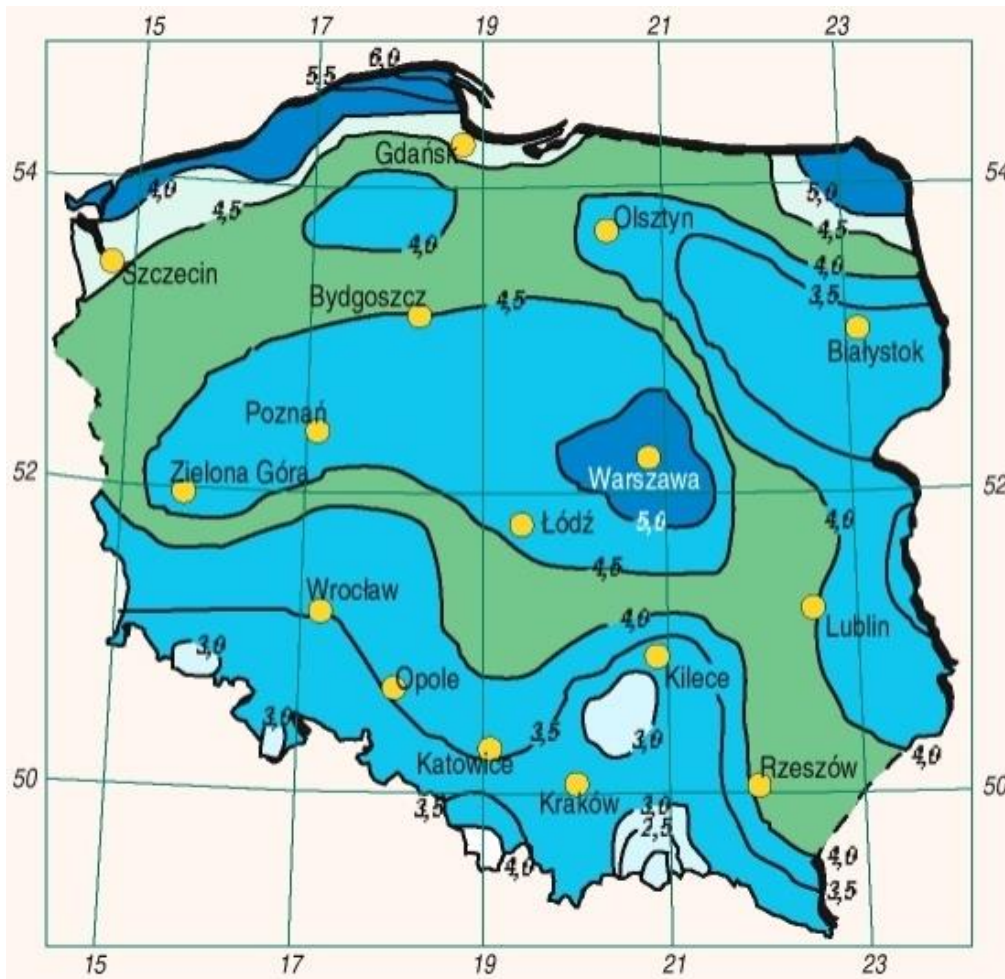 15 17 19 21 23
6,0
5,5
Gdańsk
54 54
4,0
4,5
5,0
4,5
Olsztyn
4,0
4,0
Szczecin
3,5
Bydgoszcz
4,5
Białystok
Poznań
52 Zielona Góra Warszawa 52
Łódź 5,0 4,0
4,5
Wrocław
4,0
Lublin
3,0
Opole Kilece
3,0 3,5 3,0
4,0
50 Katowice Rzeszów 50
3,5 Kraków 3,0
2,5
4,0 4,0
3,5
15 17 19 21 23